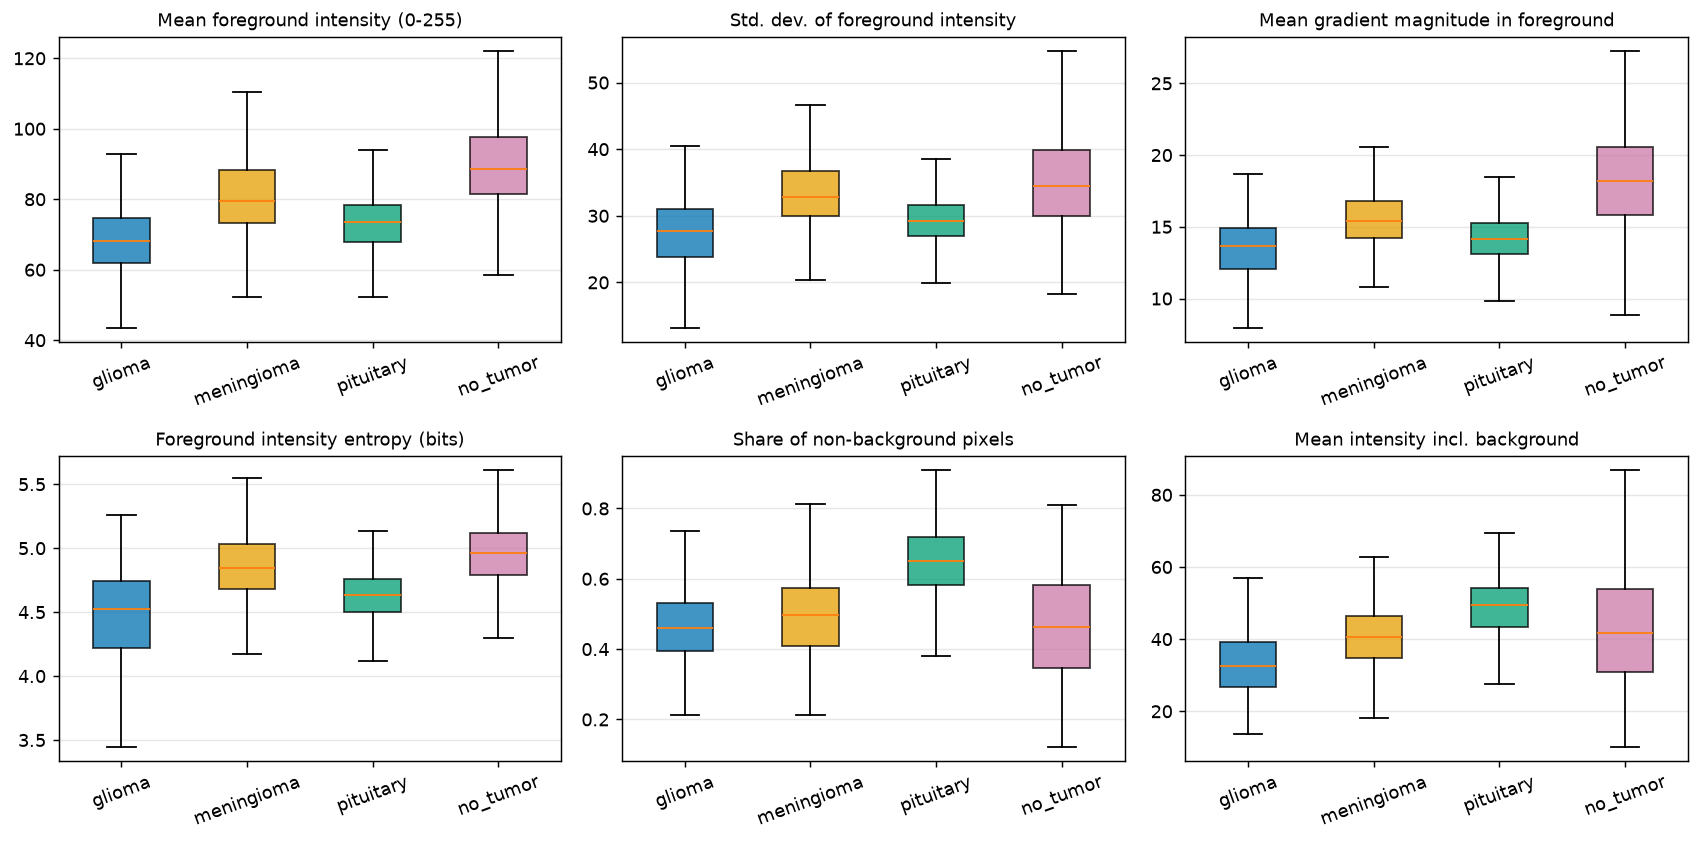 Mean foreground intensity (0-255)
120
100
80
60
40
glioma
meningioma
pituitary
no_tumor
Std. dev. of foreground intensity
50
40
30
20
glioma
meningioma
pituitary
no_tumor
Mean gradient magnitude in foreground
25
20
15
10
glioma
meningioma
pituitary
no_tumor
Foreground intensity entropy (bits)
5.5
5.0
4.5
4.0
3.5
glioma
meningioma
pituitary
no_tumor
Share of non-background pixels
0.8
0.6
0.4
0.2
glioma
meningioma
pituitary
no_tumor
Mean intensity incl. background
80
60
40
20
glioma
meningioma
pituitary
no_tumor